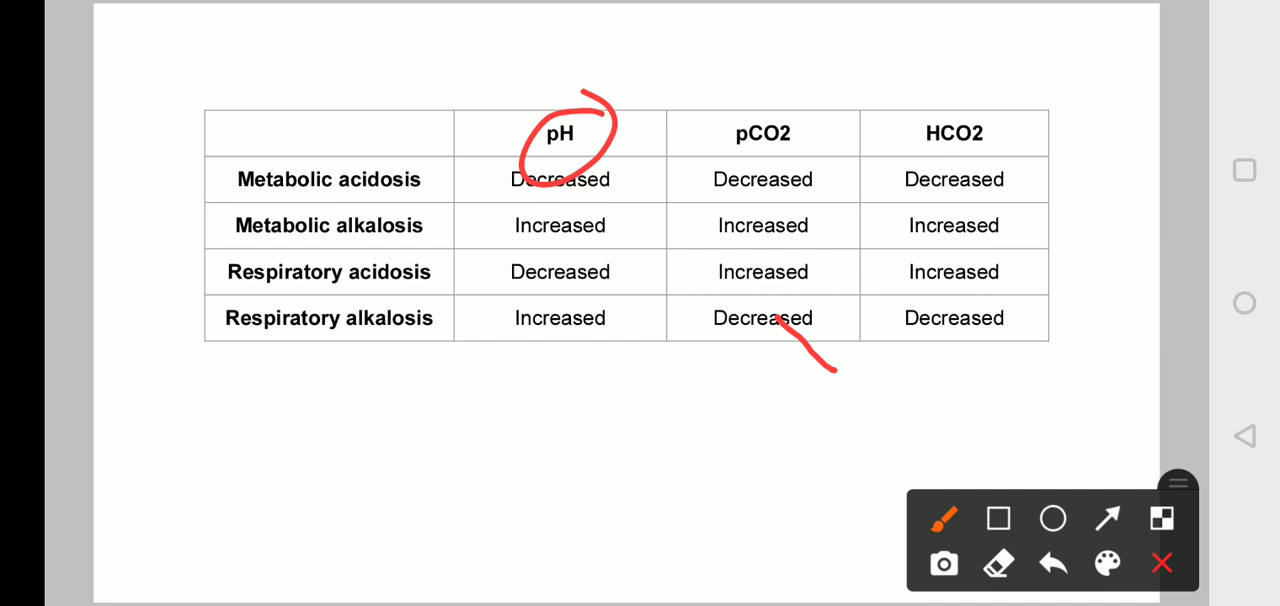 pH pCO2 HCO2
Metabolic acidosis Decreased Decreased Decreased
Metabolic alkalosis Increased Increased Increased
Respiratory acidosis Decreased Increased Increased
Respiratory alkalosis Increased Decreased Decreased